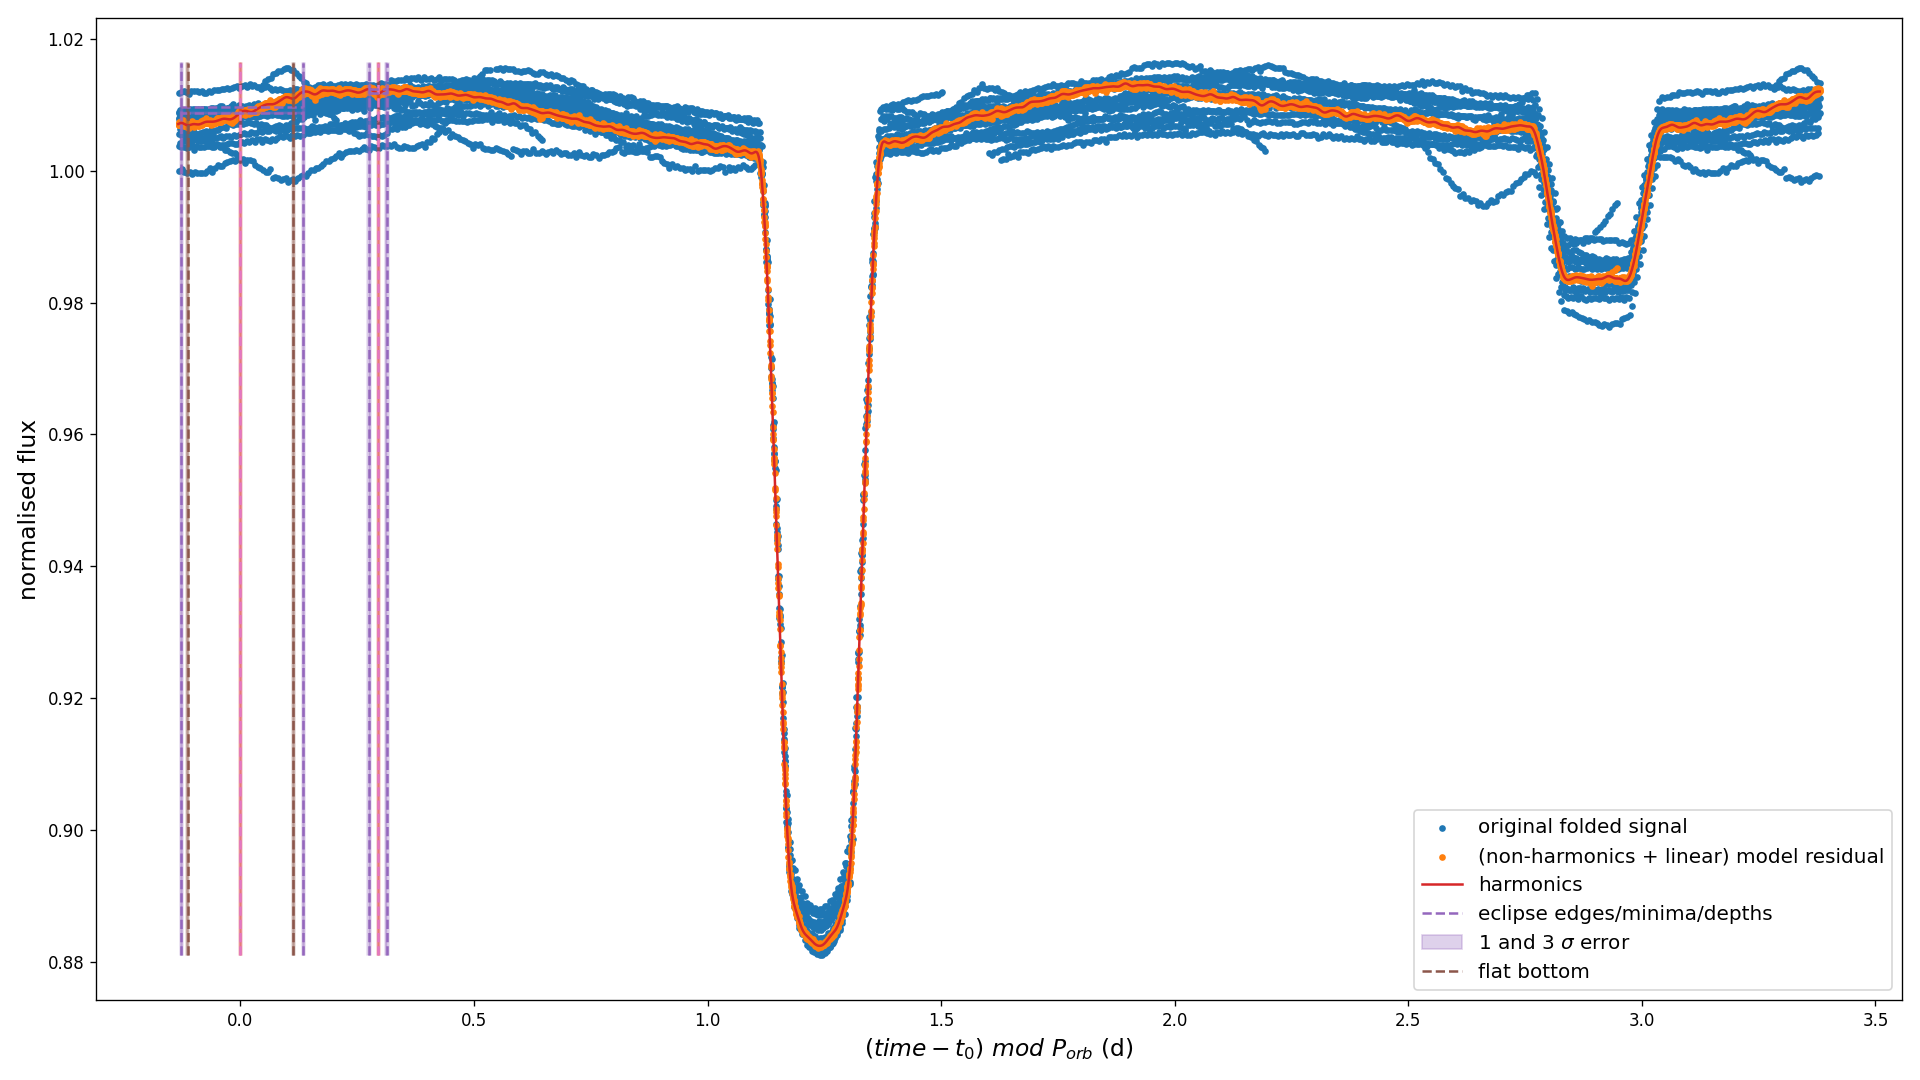 1.02
1.00
0.98
0.96
0.94
0.92
0.90
0.88
normalised flux
0.0 0.5 1.0 1.5 2.0 2.5 3.0 3.5
(time − t₀) mod P_orb (d)
original folded signal
(non-harmonics + linear) model residual
harmonics
eclipse edges/minima/depths
1 and 3 σ error
flat bottom